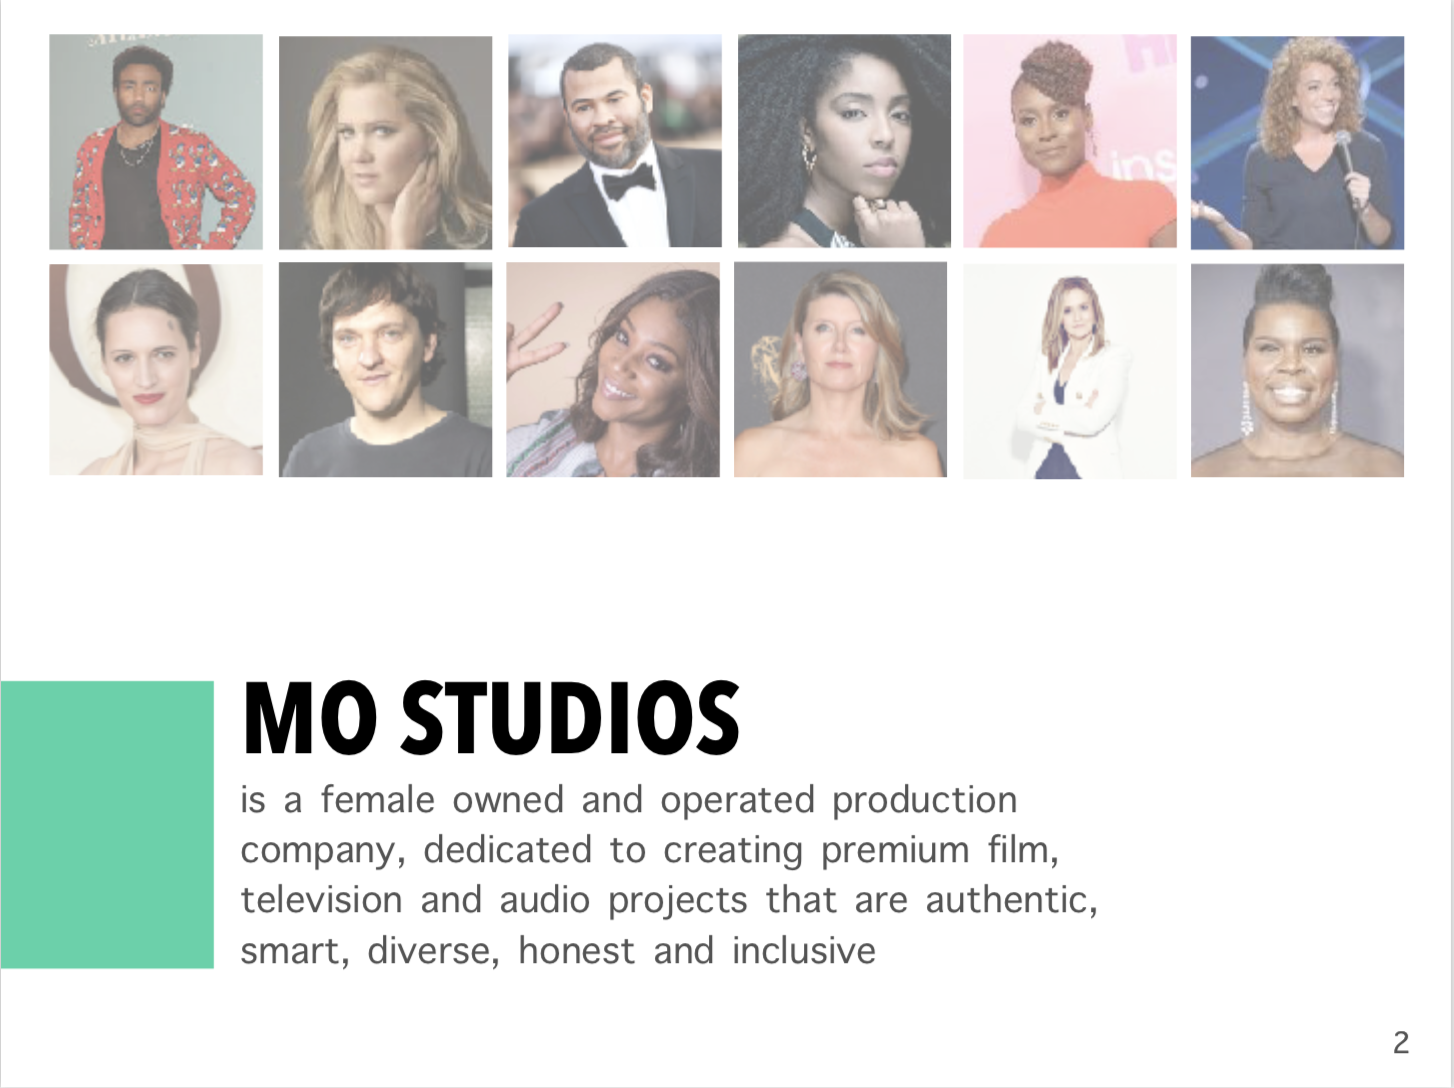 ins
MO STUDIOS
is a female owned and operated production
company, dedicated to creating premium film,
television and audio projects that are authentic,
smart, diverse, honest and inclusive
2